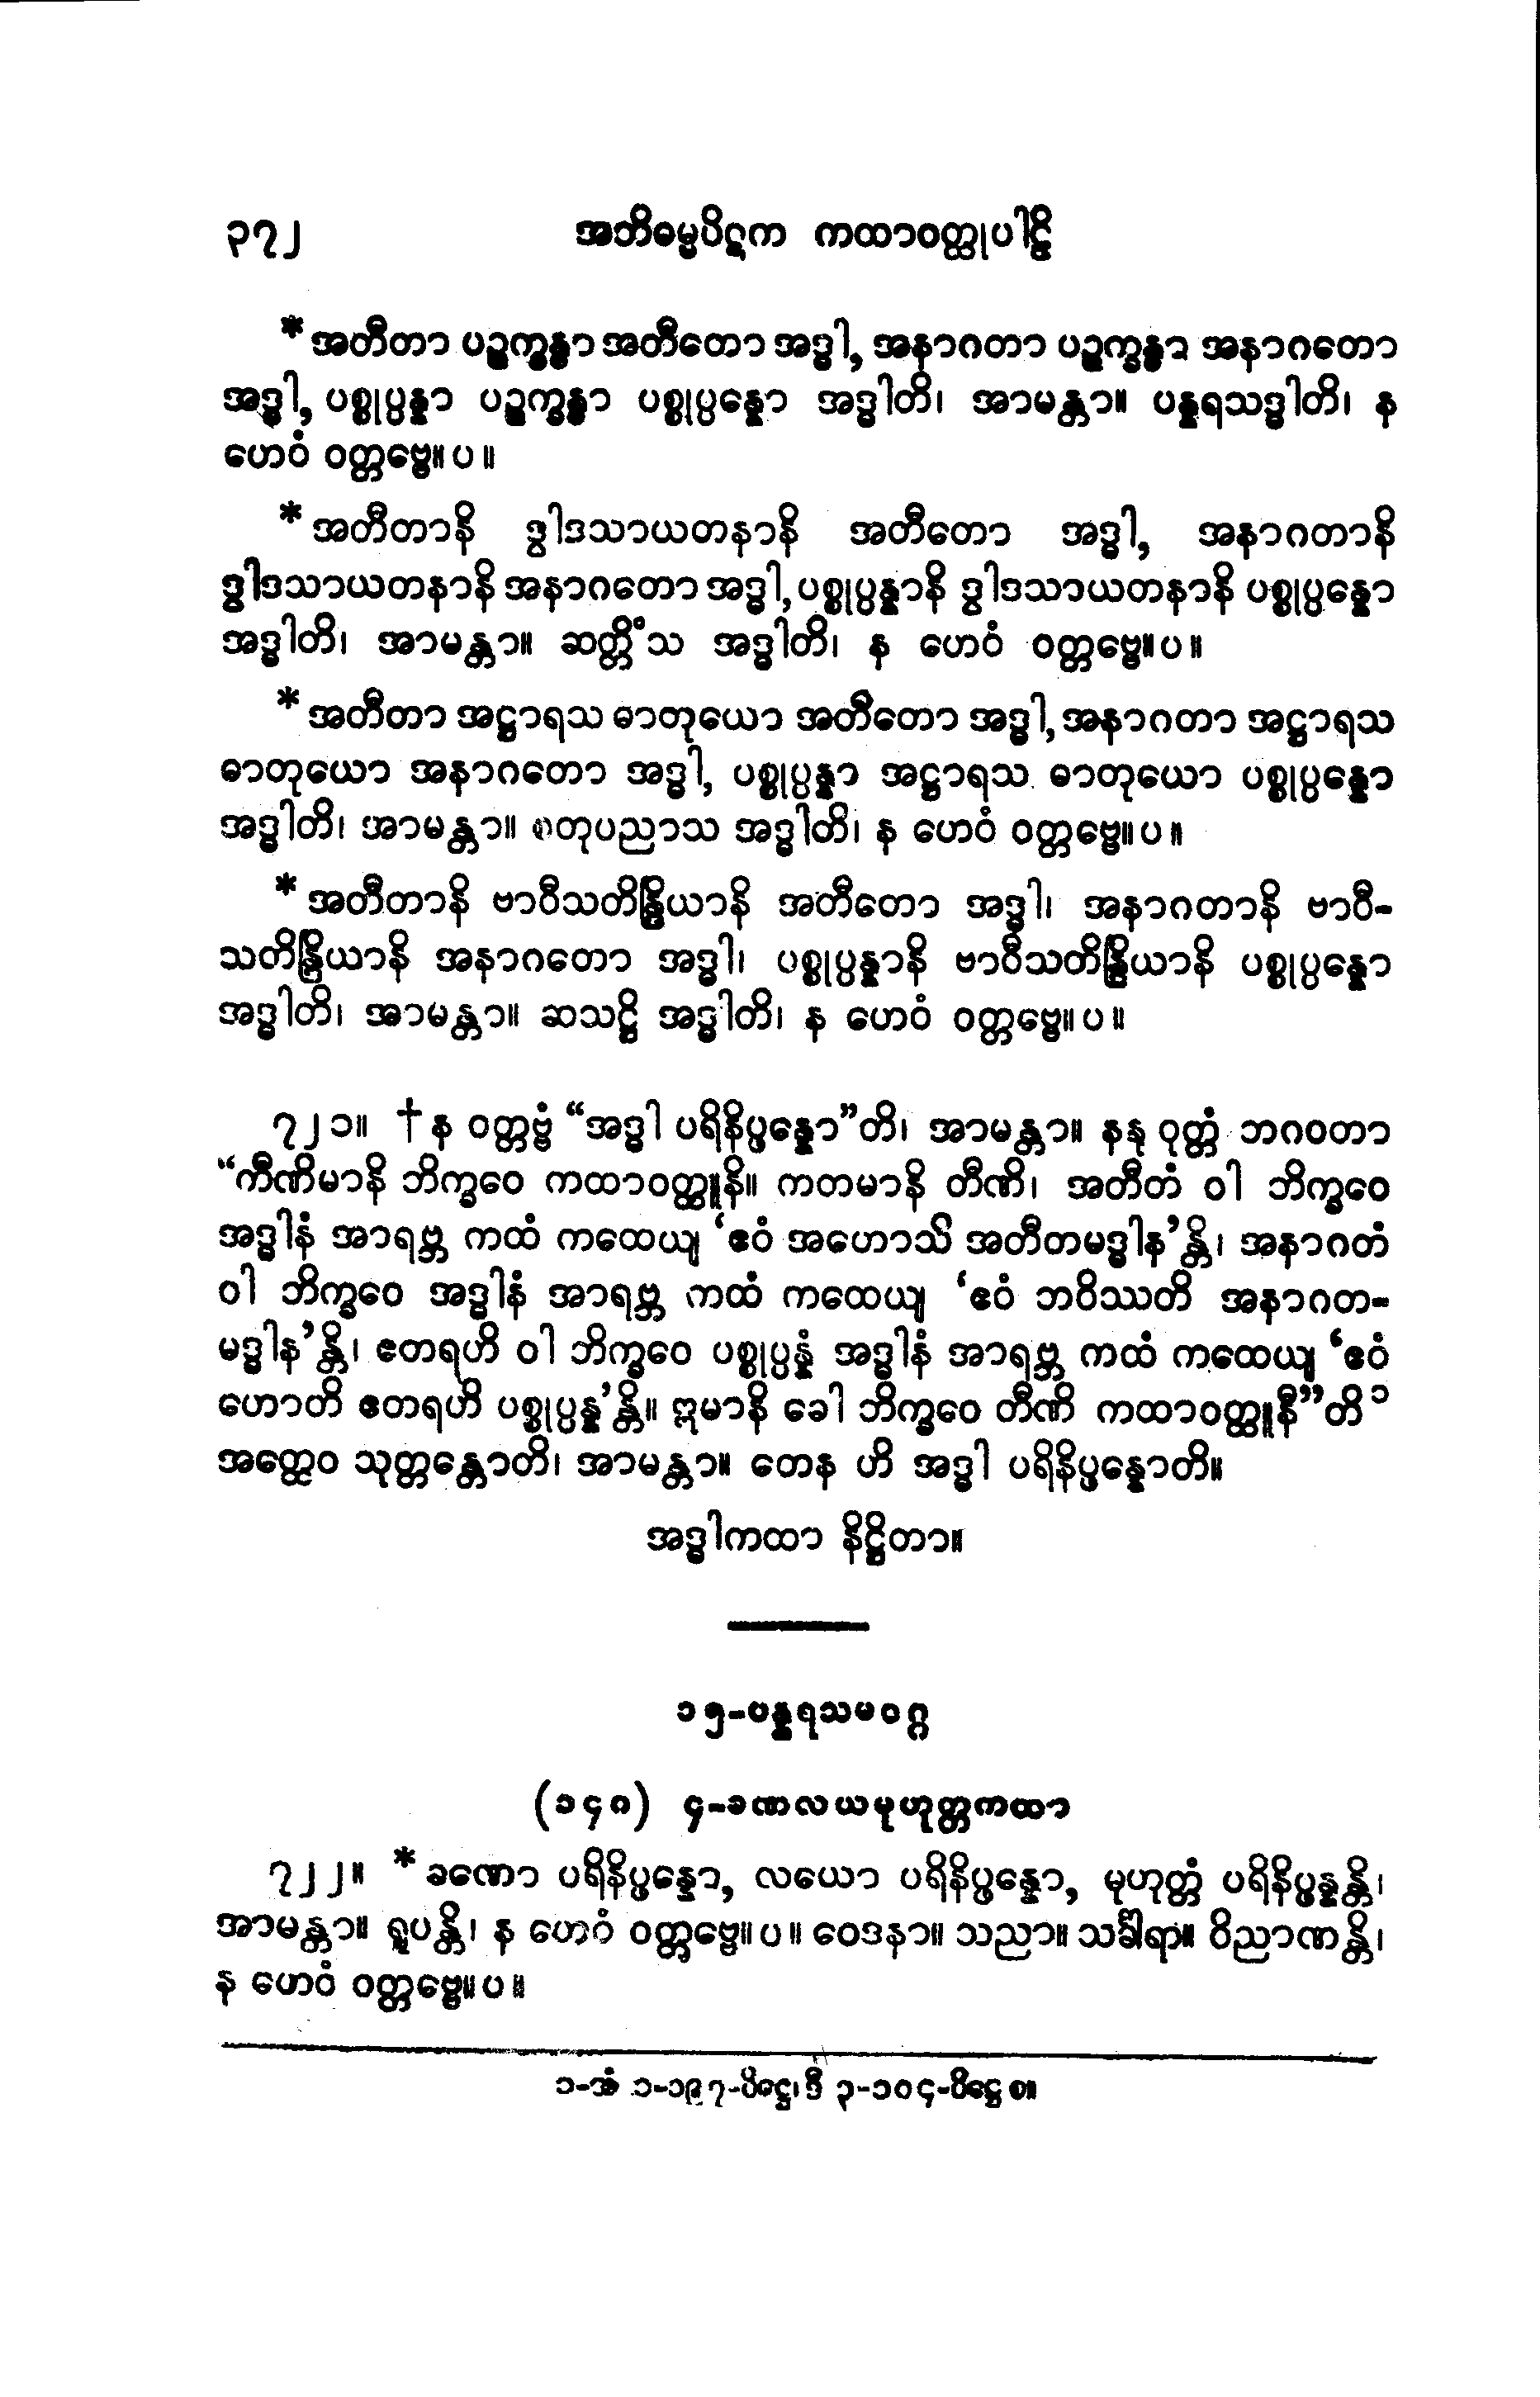 ၃၇၂ အဘိဓမ္မပိဋက ကထာဝတ္ထုပါဠိ
*အတီတာ ပဉ္စက္ခန္ဓာ အတီတော အဒ္ဓါ, အနာဂတာ ပဉ္စက္ခန္ဓာ အနာဂတော
အဒ္ဓါ, ပစ္စုပ္ပန္နာ ပဉ္စက္ခန္ဓာ ပစ္စုပ္ပန္နော အဒ္ဓါတိ၊ အာမန္တာ။ ပန္နရသဒ္ဓါတိ၊ န
ဟေဝံ ဝတ္တဗ္ဗေ။ ပ ။
*အတီတာနိ ဒွါဒသာယတနာနိ အတီတော အဒ္ဓါ, အနာဂတာနိ
ဒွါဒသာယတနာနိ အနာဂတော အဒ္ဓါ, ပစ္စုပ္ပန္နာနိ ဒွါဒသာယတနာနိ ပစ္စုပ္ပန္နော
အဒ္ဓါတိ၊ အာမန္တာ။ ဆတ္တိံသ အဒ္ဓါတိ၊ န ဟေဝံ ဝတ္တဗ္ဗေ။ ပ ။
*အတီတာ အဋ္ဌာရသ ဓာတုယော အတီတော အဒ္ဓါ, အနာဂတာ အဋ္ဌာရသ
ဓာတုယော အနာဂတော အဒ္ဓါ, ပစ္စုပ္ပန္နာ အဋ္ဌာရသ ဓာတုယော ပစ္စုပ္ပန္နော
အဒ္ဓါတိ၊ အာမန္တာ။ စတုပညာသ အဒ္ဓါတိ၊ န ဟေဝံ ဝတ္တဗ္ဗေ။ ပ ။
*အတီတာနိ ဗာဝီသတိန္ဒြိယာနိ အတီတော အဒ္ဓါ၊ အနာဂတာနိ ဗာဝီ-
သတိန္ဒြိယာနိ အနာဂတော အဒ္ဓါ၊ ပစ္စုပ္ပန္နာနိ ဗာဝီသတိန္ဒြိယာနိ ပစ္စုပ္ပန္နော
အဒ္ဓါတိ၊ အာမန္တာ။ ဆသဋ္ဌိ အဒ္ဓါတိ၊ န ဟေဝံ ဝတ္တဗ္ဗေ။ ပ ။
၇၂၁။ †န ဝတ္တဗ္ဗံ “အဒ္ဓါ ပရိနိပ္ဖန္နော”တိ၊ အာမန္တာ။ နနု ဝုတ္တံ ဘဂဝတာ
“ကီဏိမာနိ ဘိက္ခဝေ ကထာဝတ္ထူနိ။ ကတမာနိ တီဏိ၊ အတီတံ ဝါ ဘိက္ခဝေ
အဒ္ဓါနံ အာရဗ္ဘ ကထံ ကထေယျ ‘ဧဝံ အဟောသိ အတီတမဒ္ဓါန’န္တိ၊ အနာဂတံ
ဝါ ဘိက္ခဝေ အဒ္ဓါနံ အာရဗ္ဘ ကထံ ကထေယျ ‘ဧဝံ ဘဝိဿတိ အနာဂတ-
မဒ္ဓါန’န္တိ၊ ဧတရဟိ ဝါ ဘိက္ခဝေ ပစ္စုပ္ပန္နံ အဒ္ဓါနံ အာရဗ္ဘ ကထံ ကထေယျ ‘ဧဝံ
ဟောတိ ဧတရဟိ ပစ္စုပ္ပန္န’န္တိ။ ဣမာနိ ခေါ ဘိက္ခဝေ တီဏိ ကထာဝတ္ထူနီ”တိ၁
အတ္ထေဝ သုတ္တန္တောတိ၊ အာမန္တာ။ တေန ဟိ အဒ္ဓါ ပရိနိပ္ဖန္နောတိ။
အဒ္ဓါကထာ နိဋ္ဌိတာ။
၁၅-ပန္နရသမဝဂ္ဂ
(၁၄၈) ၄-ခဏလယမုဟုတ္တကထာ
၇၂၂။ *ခဏော ပရိနိပ္ဖန္နော, လယော ပရိနိပ္ဖန္နော, မုဟုတ္တံ ပရိနိပ္ဖန္နန္တိ၊
အာမန္တာ။ ရူပန္တိ၊ န ဟေဝံ ဝတ္တဗ္ဗေ။ ပ ။ ဝေဒနာ။ သညာ။ သင်္ခါရာ။ ဝိညာဏန္တိ၊
န ဟေဝံ ဝတ္တဗ္ဗေ။ ပ ။
၁-အံ ၁-၁၉၇-ပိဋ္ဌေ၊ ဒီ ၃-၁၀၄-ပိဋ္ဌေ စ။